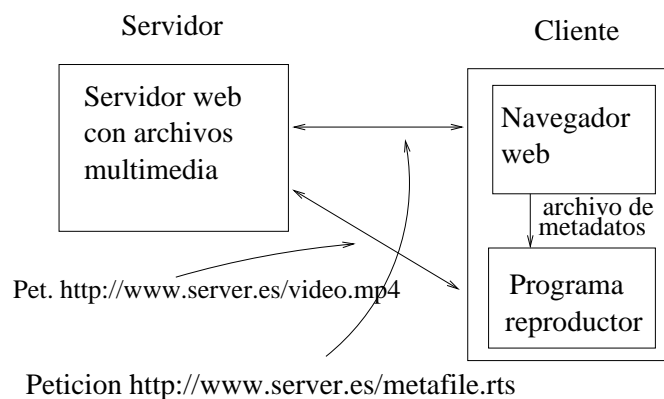 Servidor
Cliente
Servidor web
con archivos
multimedia
Navegador
web
archivo de
metadatos
Programa
reproductor
Pet. http://www.server.es/video.mp4
Peticion http://www.server.es/metafile.rts